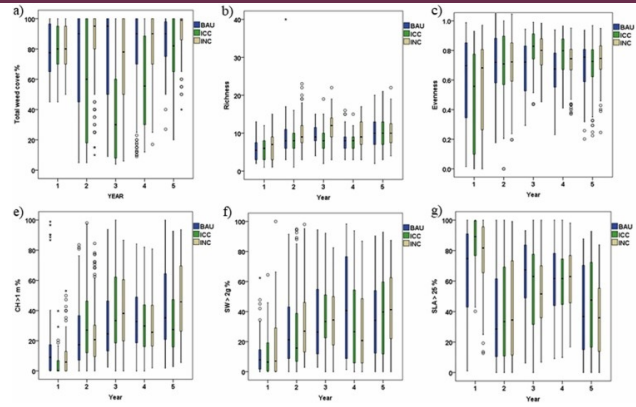 a)
Total weed cover %
100
80
60
40
20
0
1 2 3 4 5
YEAR
BAU
ICC
INC
b)
Richness
40
30
20
10
0
1 2 3 4 5
Year
BAU
ICC
INC
c)
Evenness
1.0
0.8
0.6
0.4
0.2
0.0
1 2 3 4 5
Year
BAU
ICC
INC
e)
CH>1 m %
100
80
60
40
20
0
1 2 3 4 5
Year
BAU
ICC
INC
f)
SW> 2g %
100
80
60
40
20
0
1 2 3 4 5
Year
BAU
ICC
INC
g)
SLA> 25 %
100
80
60
40
20
0
1 2 3 4 5
Year
BAU
ICC
INC